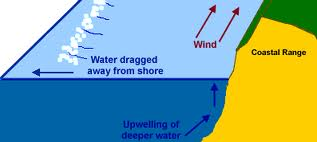 Wind
Coastal Range
Water dragged
away from shore
Upwelling of
deeper water